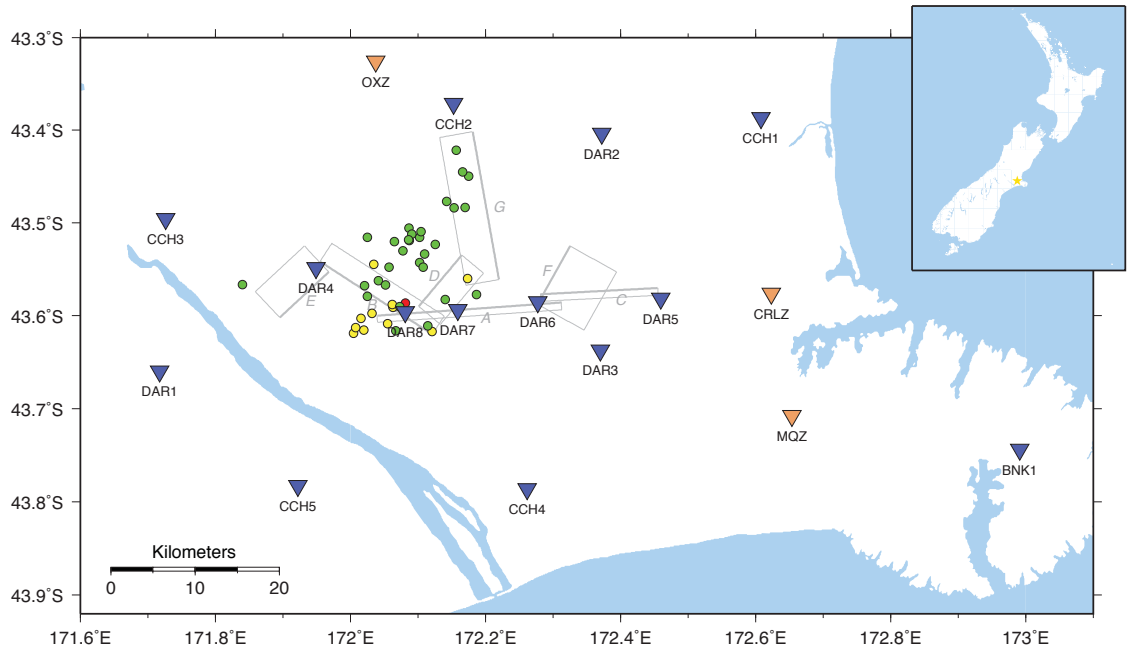 43.3°S
OXZ
43.4°S
CCH2
DAR2
CCH1
43.5°S
CCH3
G
DAR4
E
D
F
B
C
43.6°S
DAR8
DAR7
A
DAR6
DAR5
CRLZ
DAR3
DAR1
43.7°S
MQZ
BNK1
43.8°S
CCH5
CCH4
Kilometers
0 10 20
43.9°S
171.6°E 171.8°E 172°E 172.2°E 172.4°E 172.6°E 172.8°E 173°E